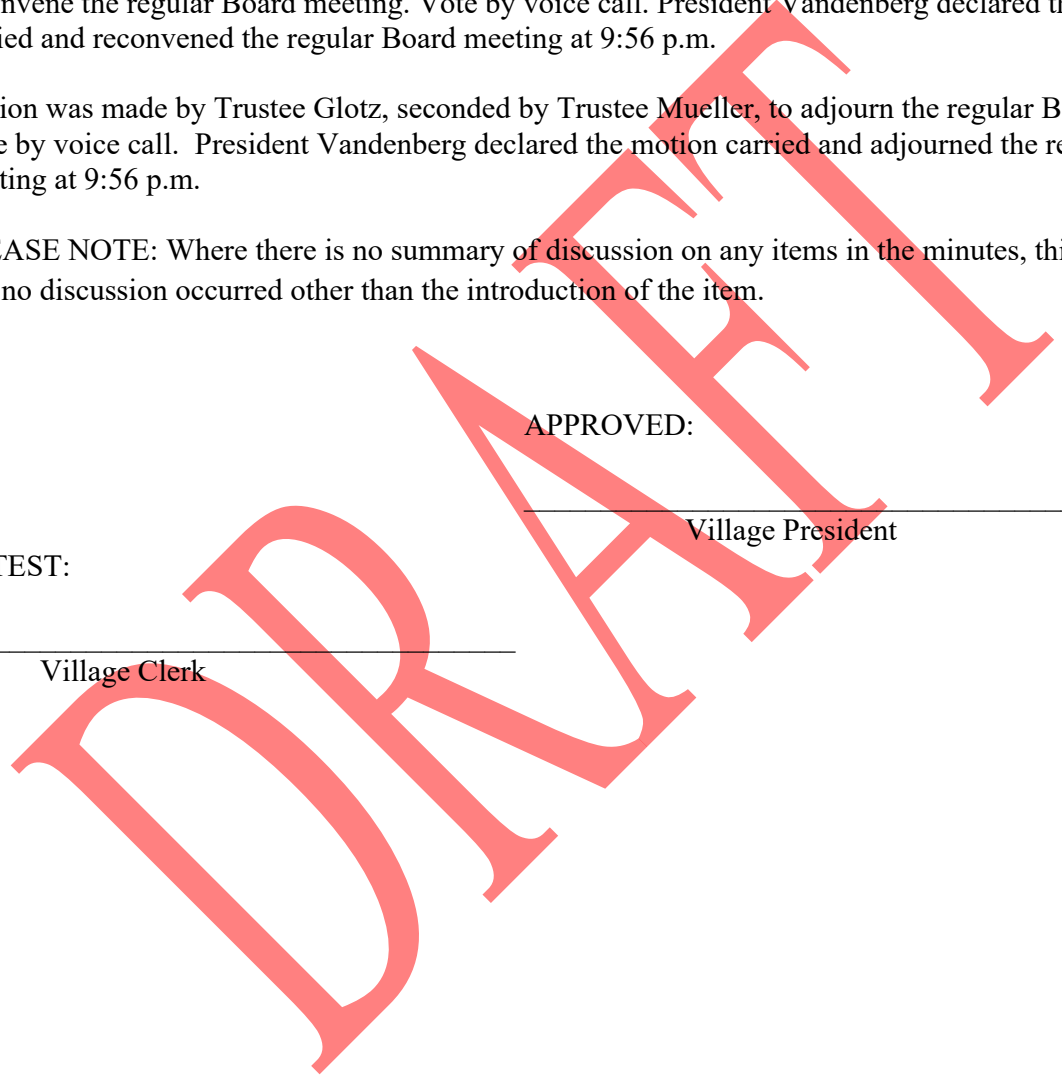 nvene the regular Board meeting. Vote by voice call. President Vandenberg declared th
ied and reconvened the regular Board meeting at 9:56 p.m.
ion was made by Trustee Glotz, seconded by Trustee Mueller, to adjourn the regular B
e by voice call.  President Vandenberg declared the motion carried and adjourned the re
ting at 9:56 p.m.
EASE NOTE: Where there is no summary of discussion on any items in the minutes, thi
no discussion occurred other than the introduction of the item.
APPROVED:
Village President
TEST:
Village Clerk
DRAFT